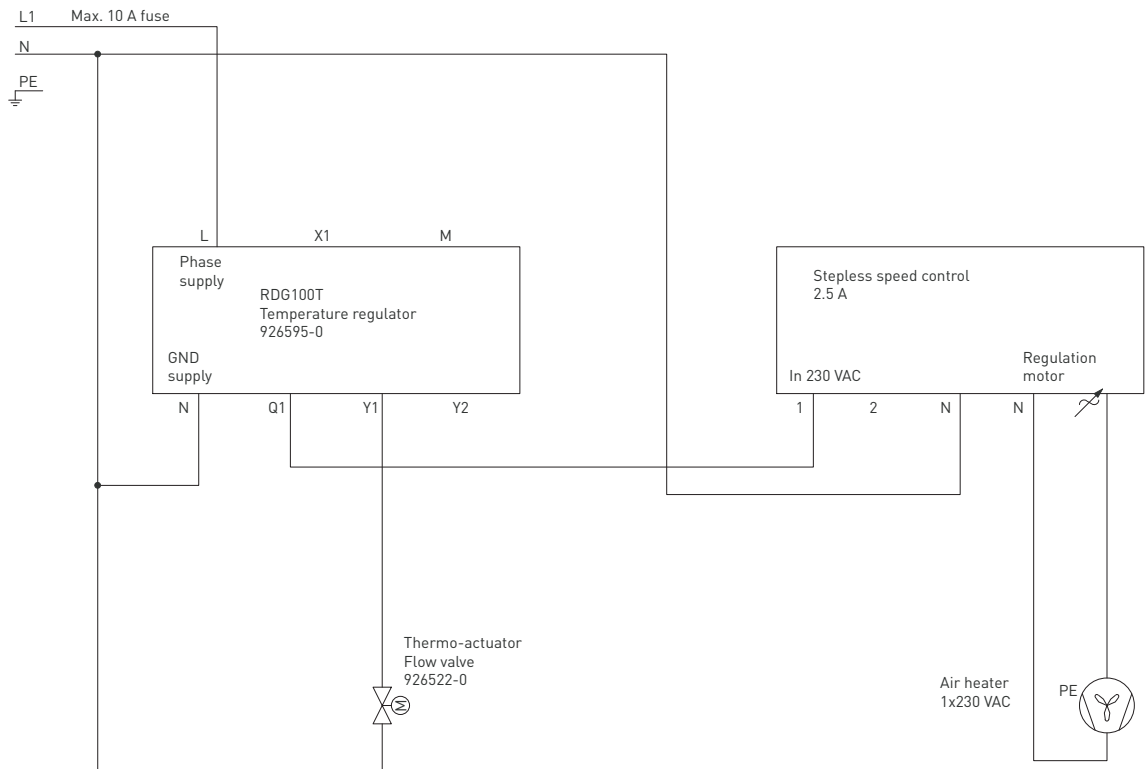 L1 Max. 10 A fuse
N
PE
L X1 M
Phase
supply
RDG100T
Temperature regulator
926595-0
GND
supply
N Q1 Y1 Y2
Stepless speed control
2.5 A
In 230 VAC
Regulation
motor
1 2 N N
Thermo-actuator
Flow valve
926522-0
M
Air heater
1x230 VAC
PE